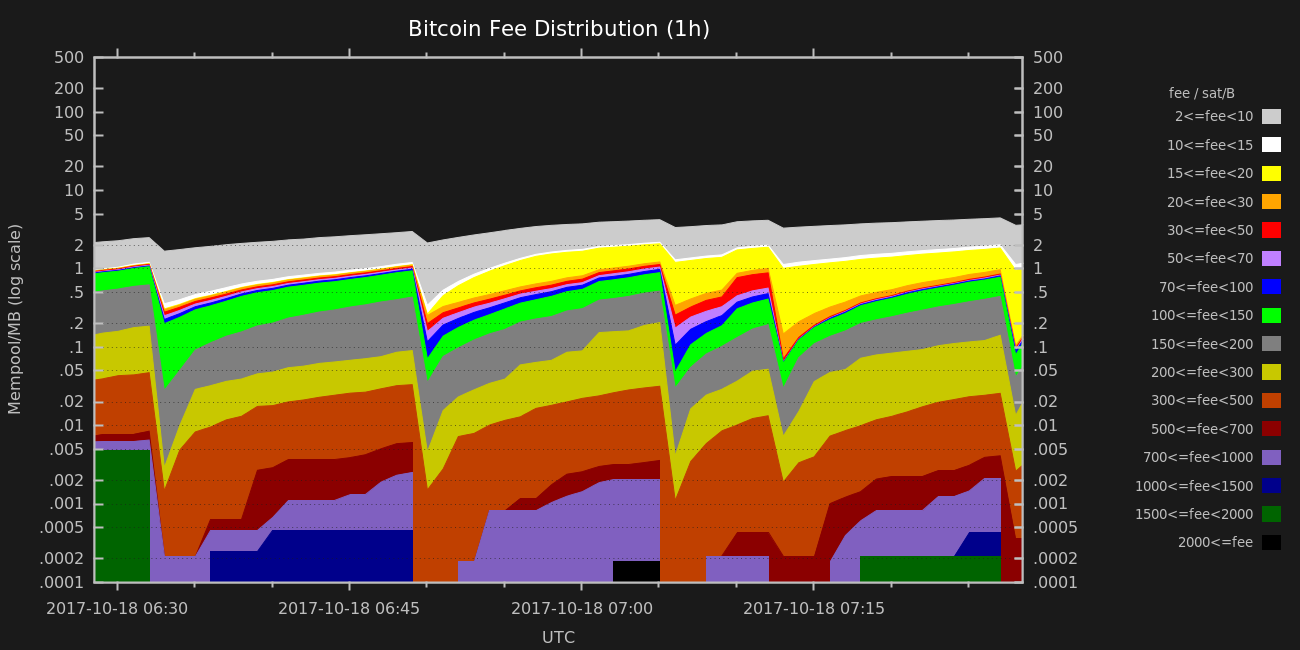 Bitcoin Fee Distribution (1h)
500 500
200 200
100 100
50 50
20 20
10 10
5 5
2 2
1 1
.5 .5
.2 .2
.1 .1
.05 .05
.02 .02
.01 .01
.005 .005
.002 .002
.001 .001
.0005 .0005
.0002 .0002
.0001 .0001
Mempool/MB (log scale)
2017-10-18 06:30 2017-10-18 06:45 2017-10-18 07:00 2017-10-18 07:15
UTC
fee / sat/B
2<=fee<10
10<=fee<15
15<=fee<20
20<=fee<30
30<=fee<50
50<=fee<70
70<=fee<100
100<=fee<150
150<=fee<200
200<=fee<300
300<=fee<500
500<=fee<700
700<=fee<1000
1000<=fee<1500
1500<=fee<2000
2000<=fee